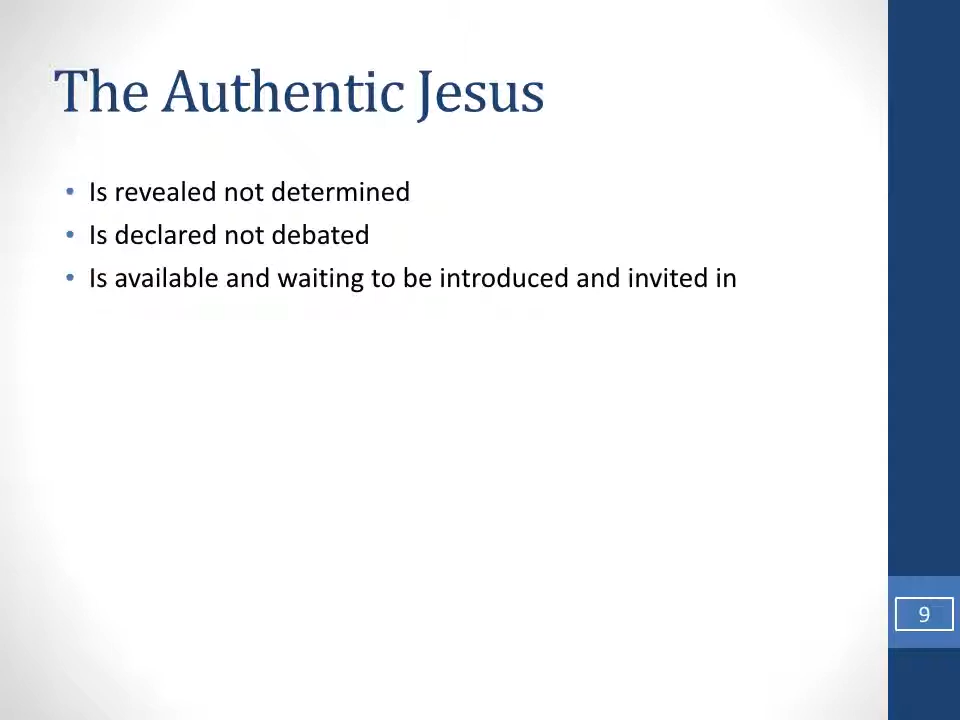 The Authentic Jesus
• Is revealed not determined
• Is declared not debated
• Is available and waiting to be introduced and invited in
9